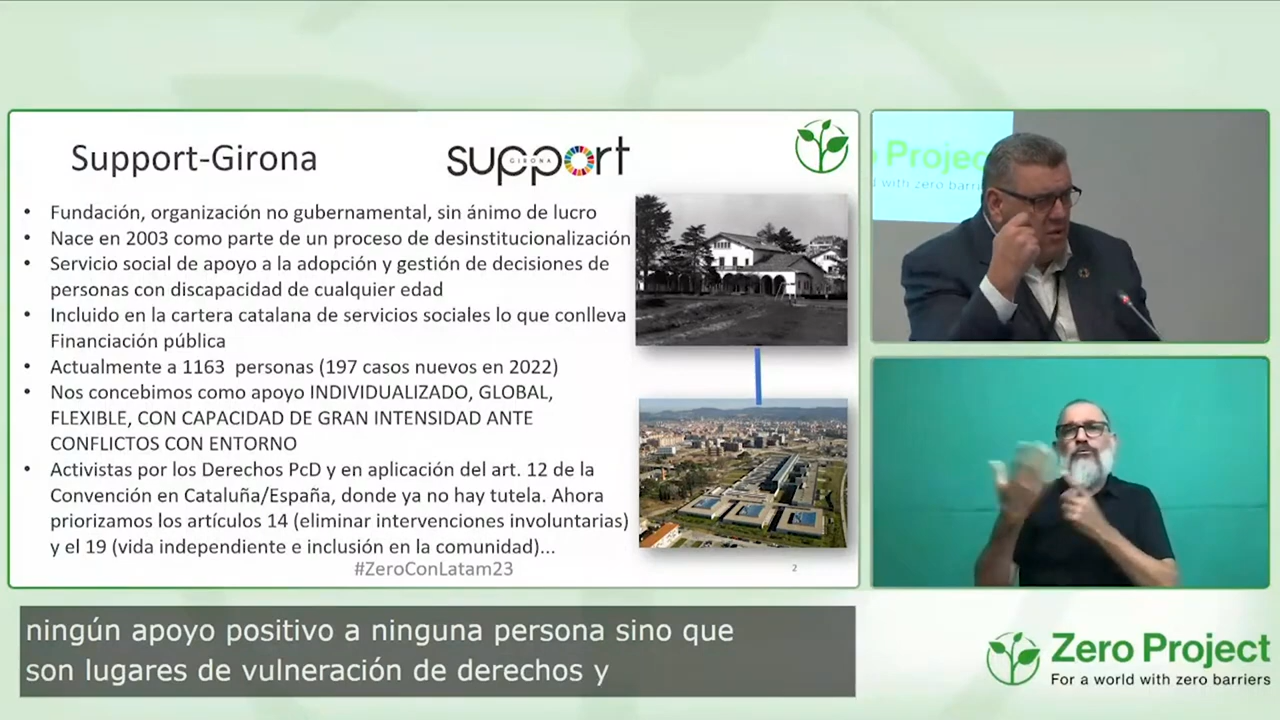 Support-Girona
support
GIRONA
• Fundación, organización no gubernamental, sin ánimo de lucro
• Nace en 2003 como parte de un proceso de desinstitucionalización
• Servicio social de apoyo a la adopción y gestión de decisiones de
personas con discapacidad de cualquier edad
• Incluido en la cartera catalana de servicios sociales lo que conlleva
Financiación pública
• Actualmente a 1163 personas (197 casos nuevos en 2022)
• Nos concebimos como apoyo INDIVIDUALIZADO, GLOBAL,
FLEXIBLE, CON CAPACIDAD DE GRAN INTENSIDAD ANTE
CONFLICTOS CON ENTORNO
• Activistas por los Derechos PcD y en aplicación del art. 12 de la
Convención en Cataluña/España, donde ya no hay tutela. Ahora
priorizamos los artículos 14 (eliminar intervenciones involuntarias)
y el 19 (vida independiente e inclusión en la comunidad)...
#ZeroConLatam23
2
Project
with zero
ningún apoyo positivo a ninguna persona sino que
son lugares de vulneración de derechos y
Zero Project
For a world with zero barriers